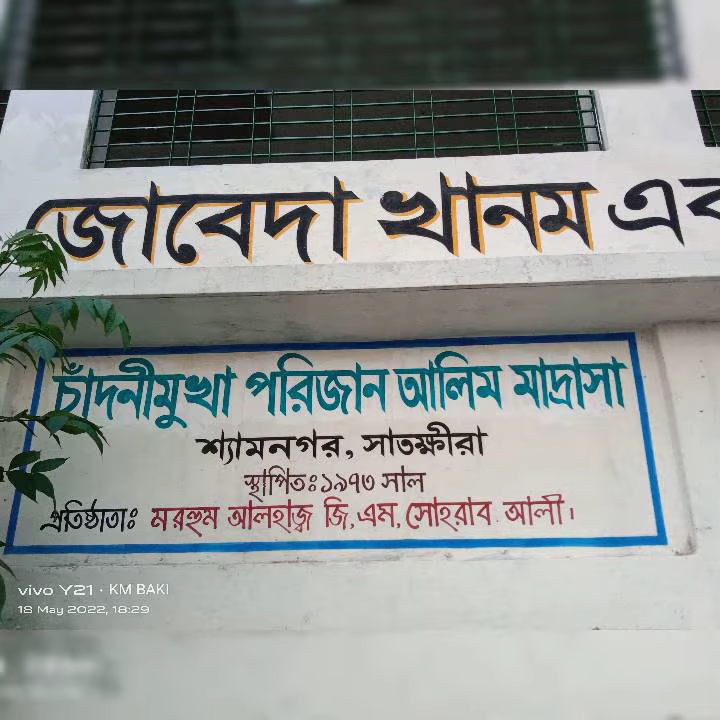 জোবেদা খানম এব
চাঁদনীমুখা পরিজান আলিম মাদ্রাসা
শ্যামনগর, সাতক্ষীরা
স্থাপিতঃ১৯৭৩ সাল
প্রতিষ্ঠাতাঃ মরহুম আলহাজ্ব জি,এম,সোহরাব আলী।
vivo Y21 · KM BAKI
18 May 2022, 18:29